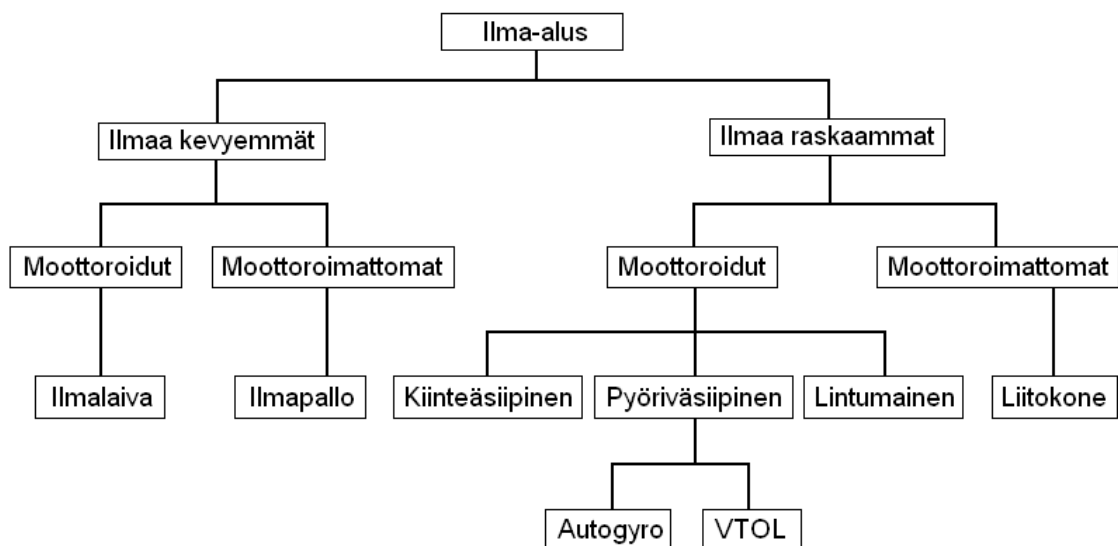 Ilma-alus
Ilmaa kevyemmät
Ilmaa raskaammat
Moottoroidut
Moottoroimattomat
Moottoroidut
Moottoroimattomat
Ilmalaiva
Ilmapallo
Kiinteäsiipinen
Pyöriväsiipinen
Lintumainen
Liitokone
Autogyro
VTOL